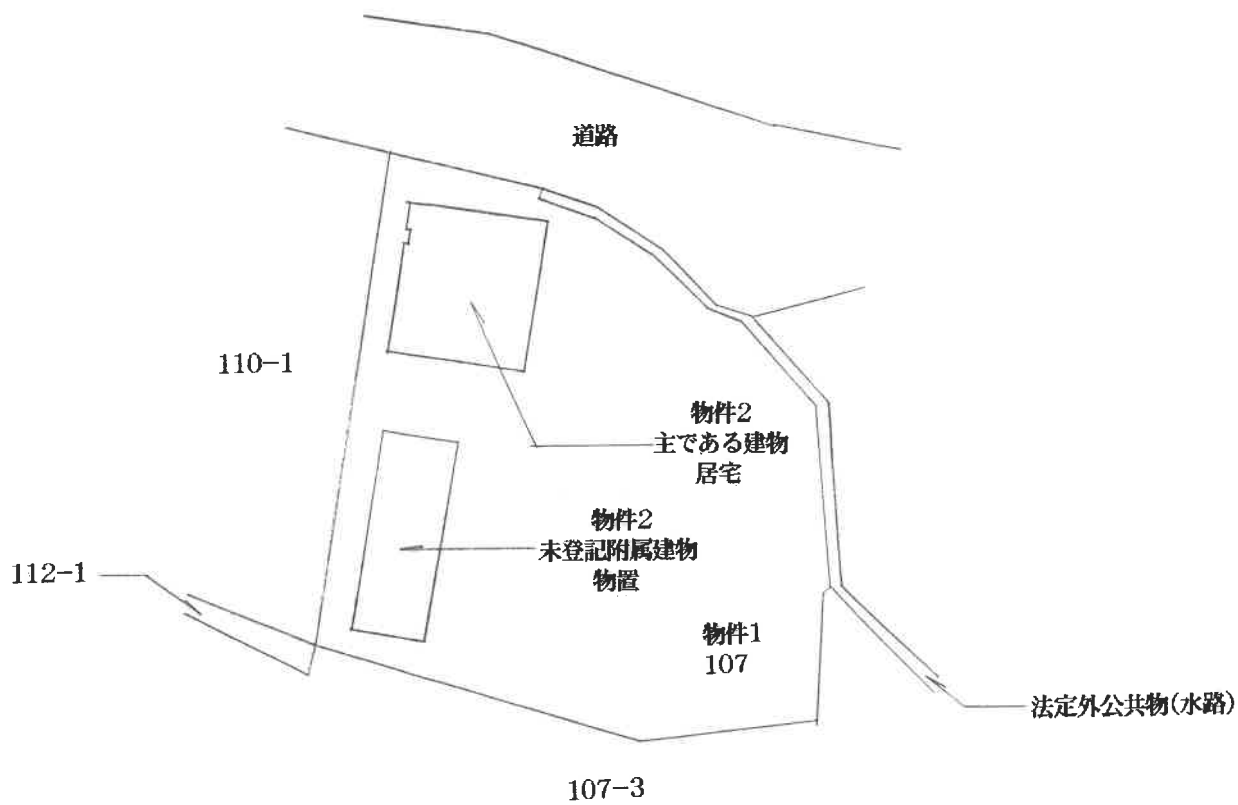 道路
110-1
物件2
主である建物
居宅
物件2
未登記附属建物
物置
112-1
物件1
107
法定外公共物(水路)
107-3